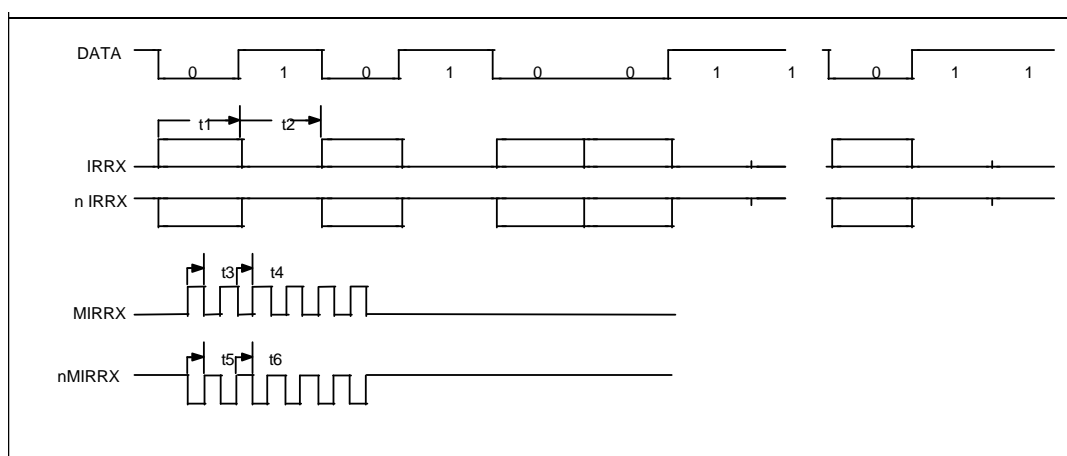 DATA
0 1 0 1 0 0 1 1 0 1 1
t1 t2
IRRX
n IRRX
t3 t4
MIRRX
t5 t6
nMIRRX